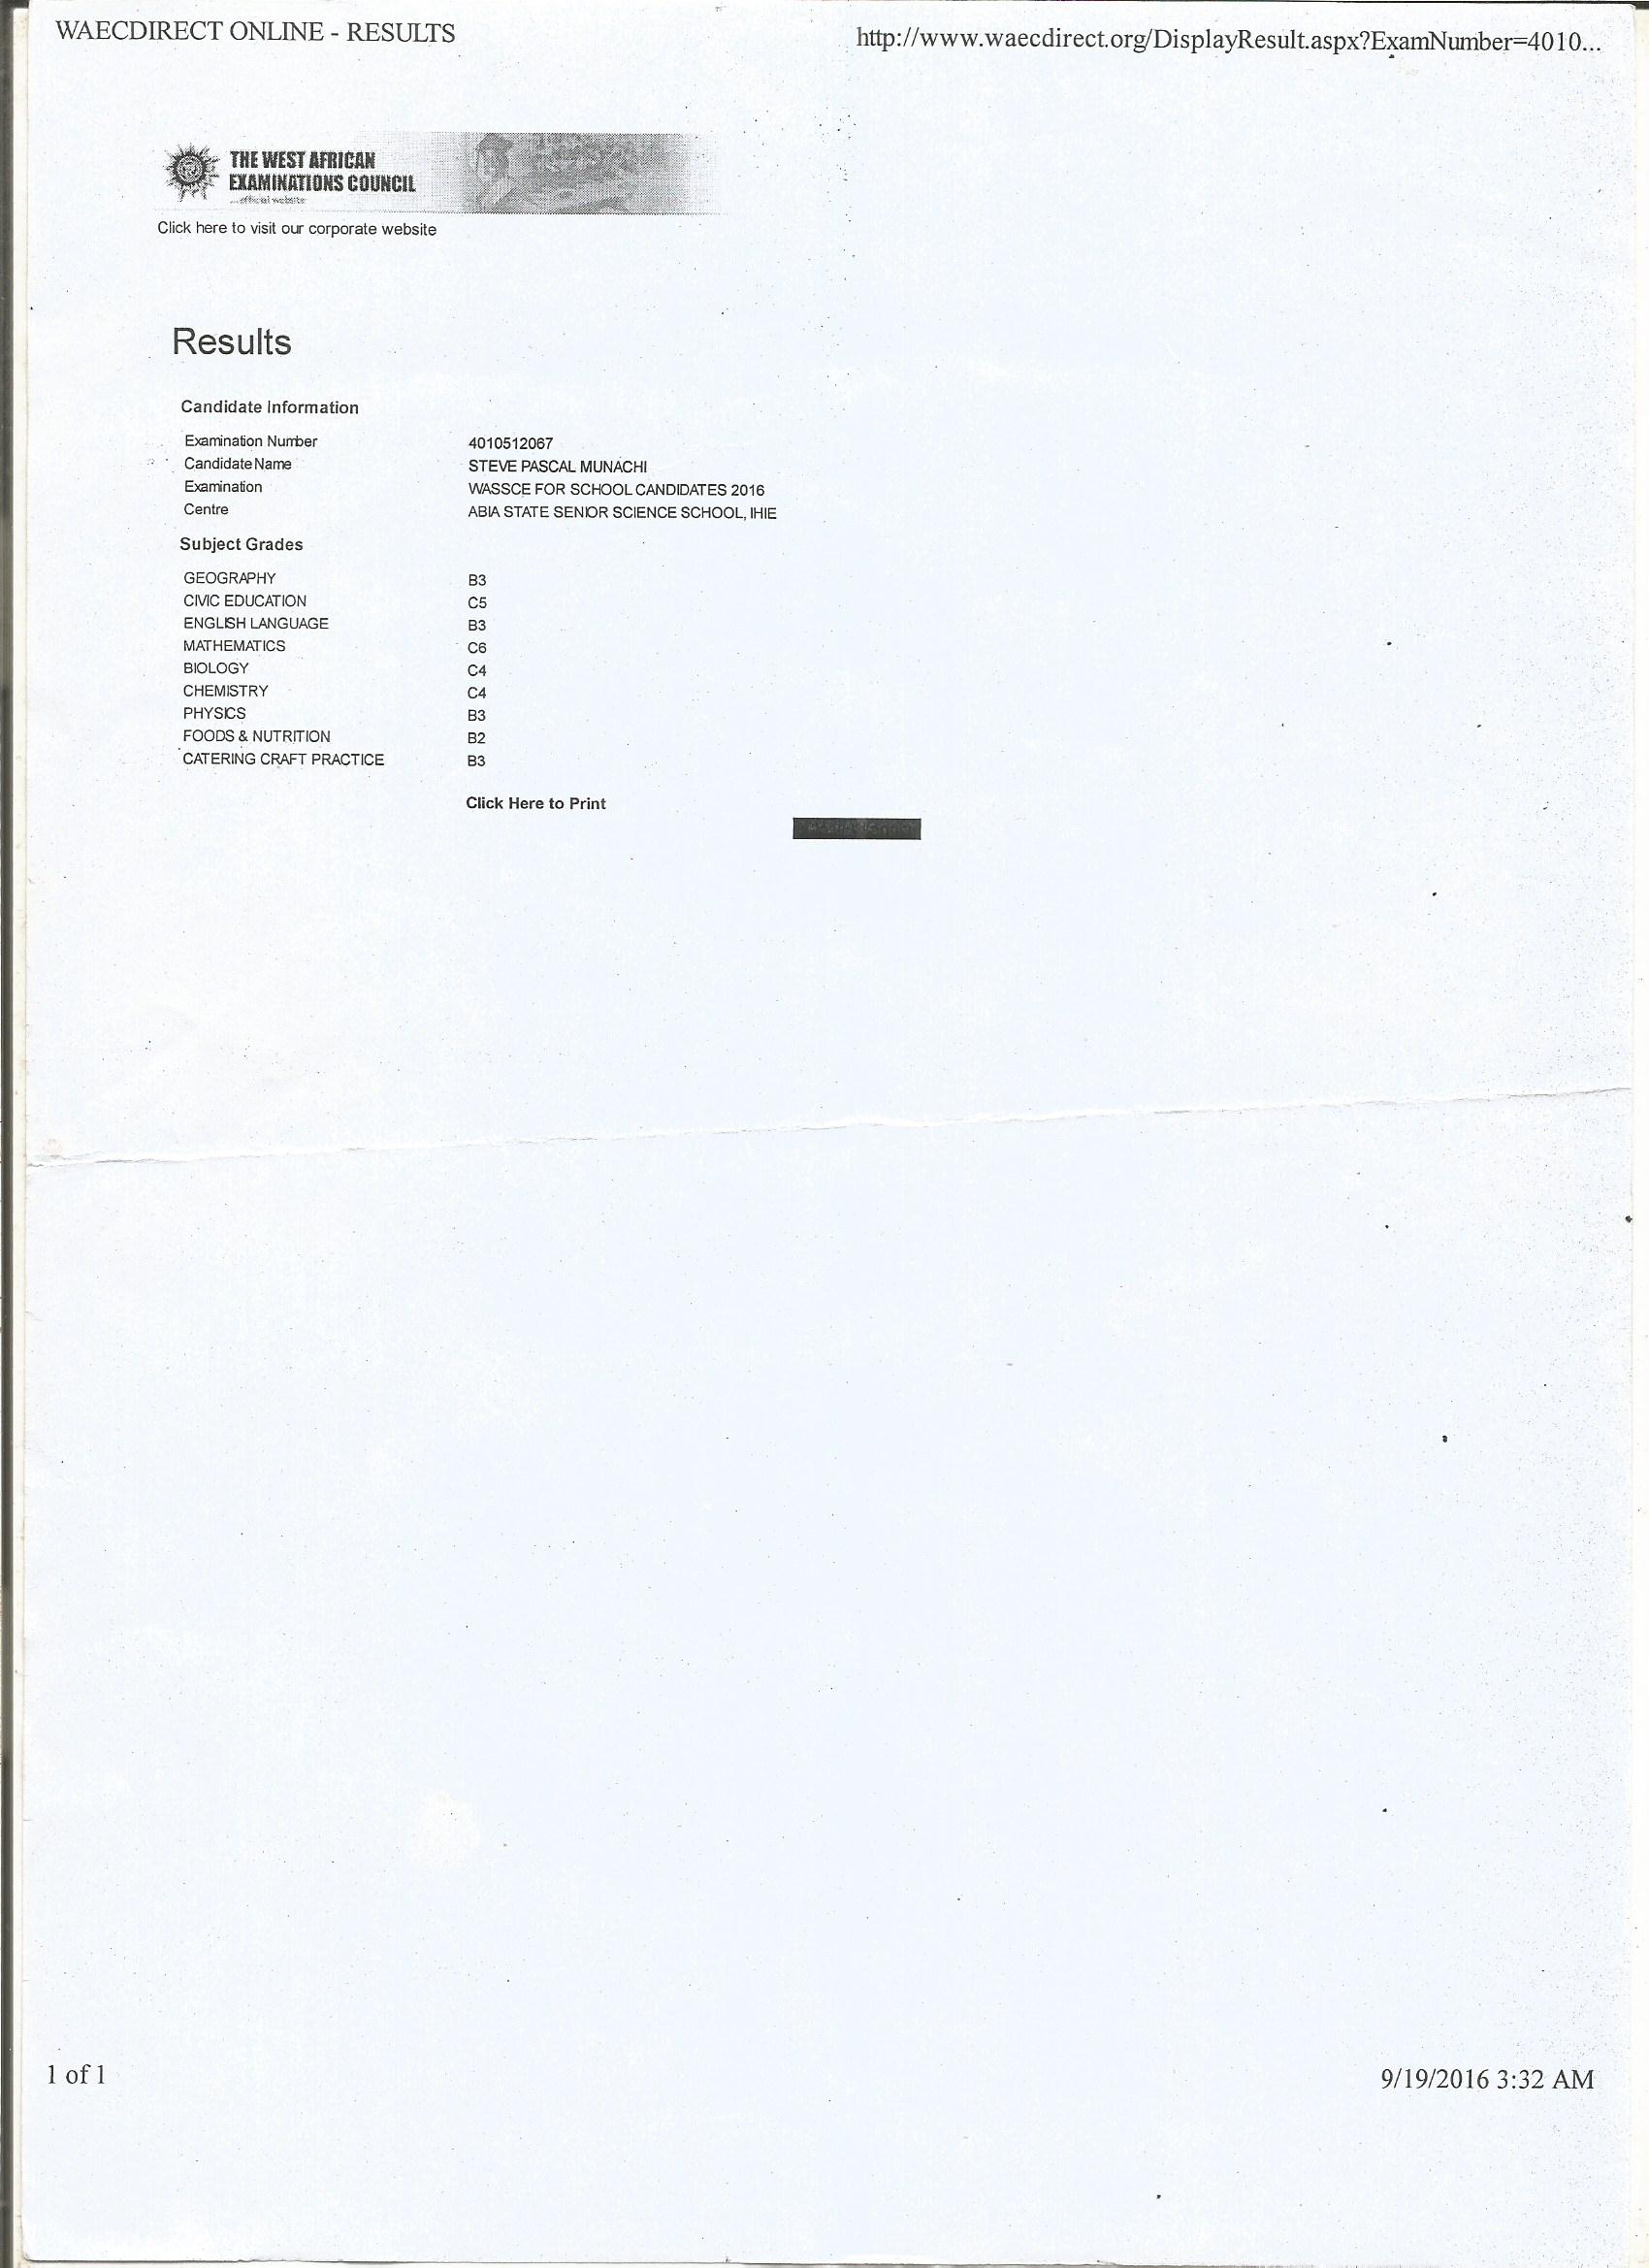 WAECDIRECT ONLINE - RESULTS
http://www.waecdirect.org/DisplayResult.aspx?ExamNumber=4010...
THE WEST AFRICAN
EXAMINATIONS COUNCIL
...official website
Click here to visit our corporate website
Results
Candidate Information
Examination Number 4010512067
Candidate Name STEVE PASCAL MUNACHI
Examination WASSCE FOR SCHOOL CANDIDATES 2016
Centre ABIA STATE SENIOR SCIENCE SCHOOL, IHIE
Subject Grades
GEOGRAPHY B3
CIVIC EDUCATION C5
ENGLISH LANGUAGE B3
MATHEMATICS C6
BIOLOGY C4
CHEMISTRY C4
PHYSICS B3
FOODS & NUTRITION B2
CATERING CRAFT PRACTICE B3
Click Here to Print
1 of 1
9/19/2016 3:32 AM